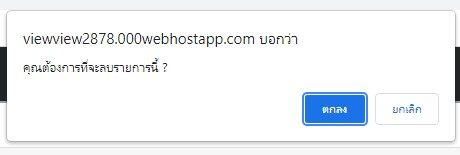 viewview2878.000webhostapp.com บอกว่า
คุณต้องการที่จะลบรายการนี้ ?
ตกลง ยกเลิก